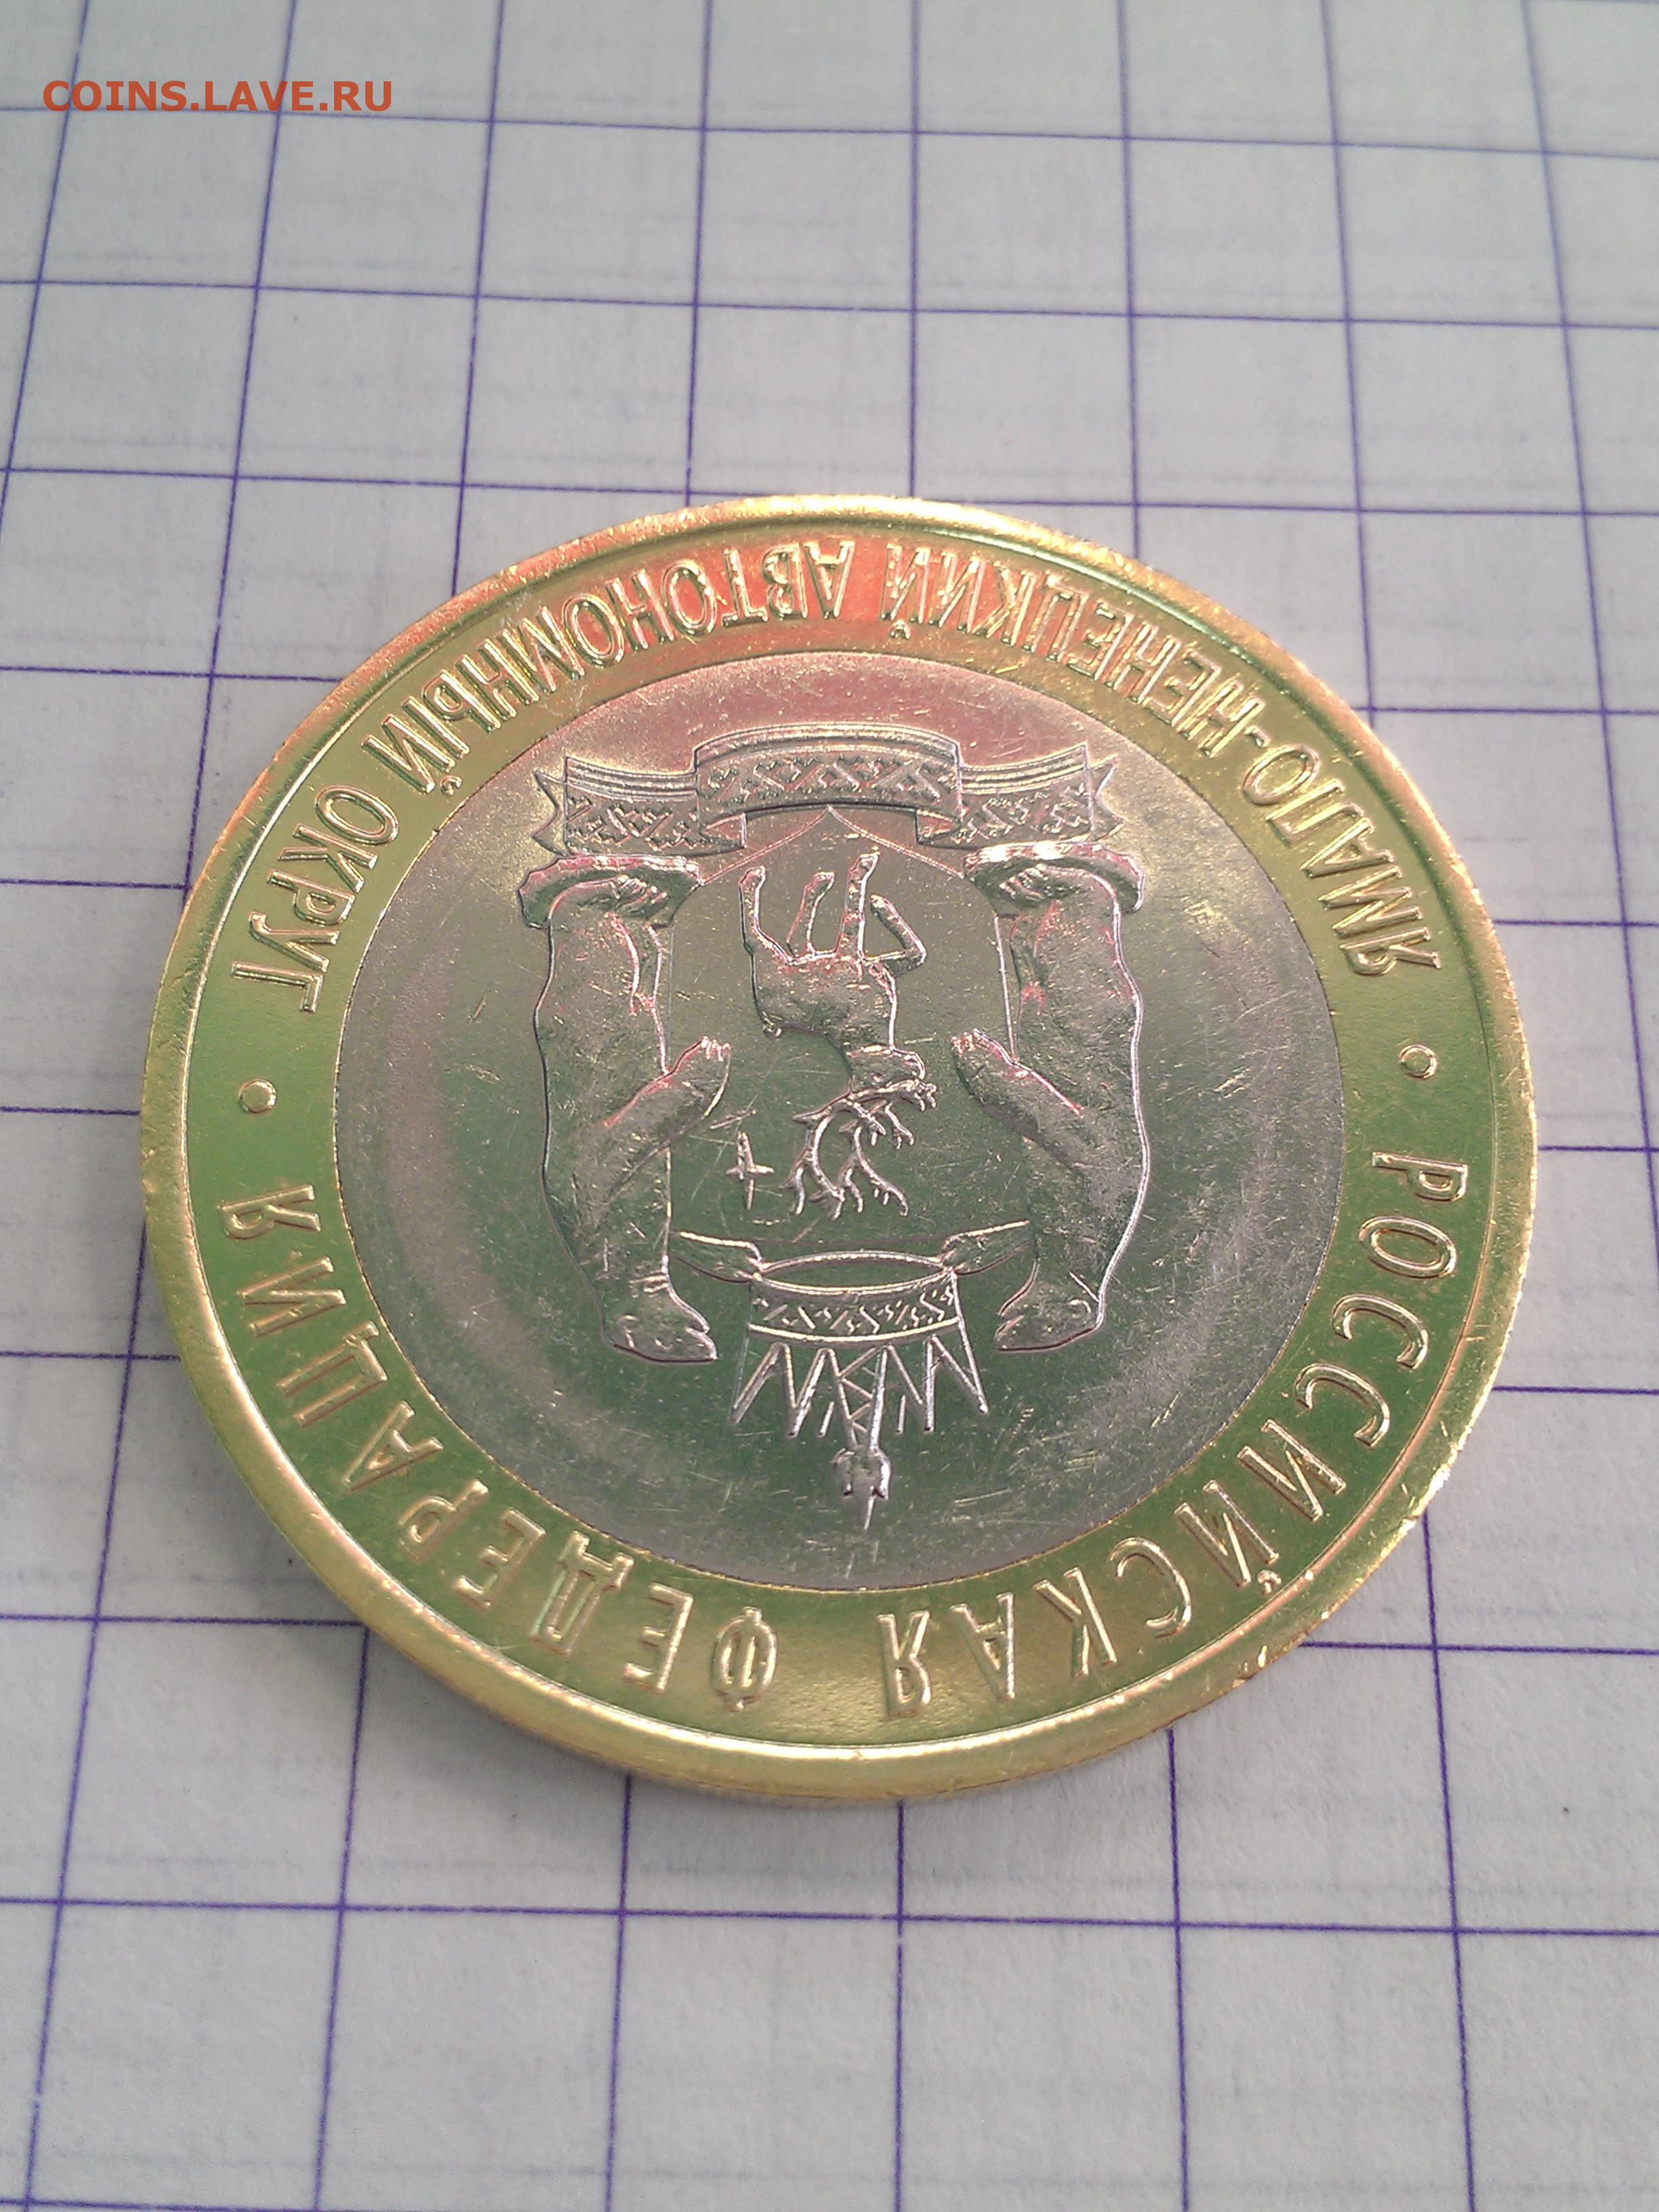 COINS.LAVE.RU
РОССИЙСКАЯ ФЕДЕРАЦИЯ
ЯМАЛО-НЕНЕЦКИЙ АВТОНОМНЫЙ ОКРУГ